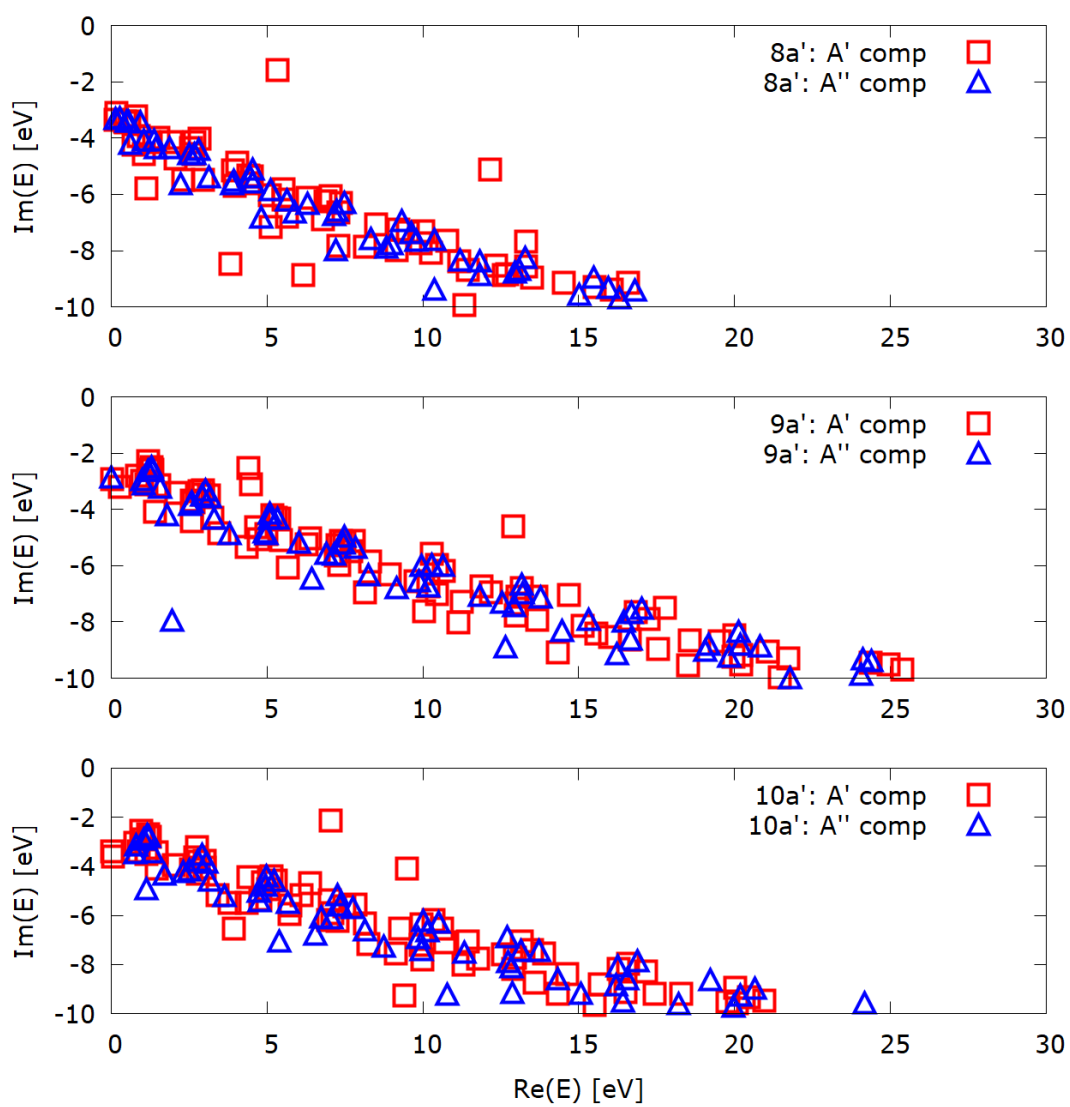 0
8a': A' comp
-2
8a': A'' comp
-4
Im(E) [eV]
-6
-8
-10
0 5 10 15 20 25 30
0
9a': A' comp
-2
9a': A'' comp
-4
Im(E) [eV]
-6
-8
-10
0 5 10 15 20 25 30
0
10a': A' comp
-2
10a': A'' comp
-4
Im(E) [eV]
-6
-8
-10
0 5 10 15 20 25 30
Re(E) [eV]